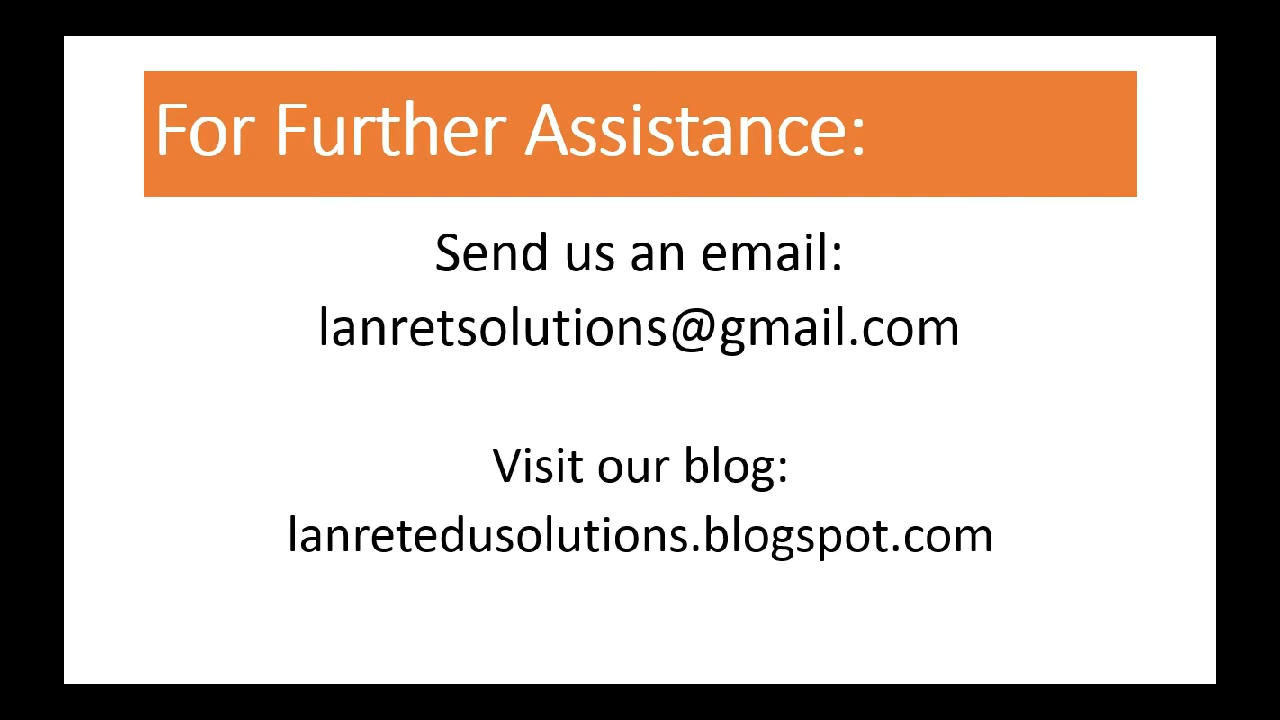 For Further Assistance:
Send us an email:
lanretsolutions@gmail.com
Visit our blog:
lanretedusolutions.blogspot.com